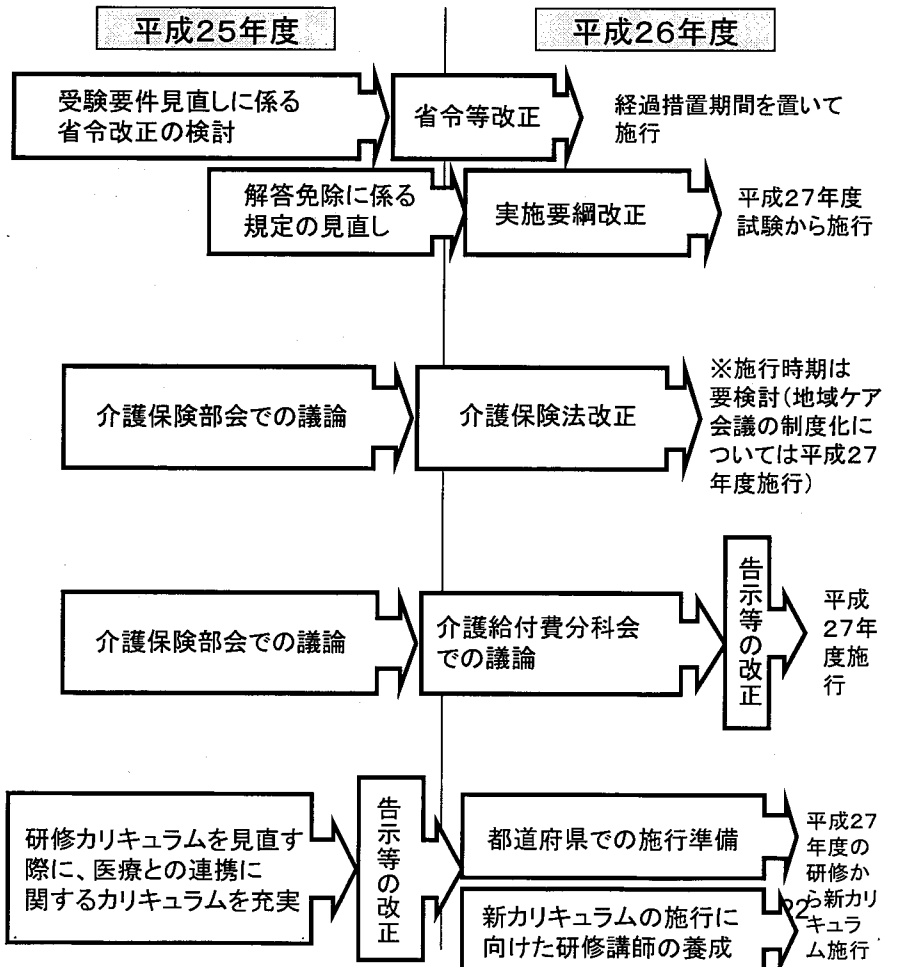 平成25年度
平成26年度
受験要件見直しに係る
省令改正の検討
省令等改正
経過措置期間を置いて
施行
解答免除に係る
規定の見直し
実施要綱改正
平成27年度
試験から施行
介護保険部会での議論
介護保険法改正
※施行時期は
要検討(地域ケア
会議の制度化に
ついては平成27
年度施行)
介護保険部会での議論
介護給付費分科会
での議論
告示等の改正
平成
27年
度施
行
研修カリキュラムを見直す
際に、医療との連携に
関するカリキュラムを充実
告示等の改正
都道府県での施行準備
新カリキュラムの施行に
向けた研修講師の養成
平成27
年度の
研修か
ら新カリ
キュラ
ム施行
22